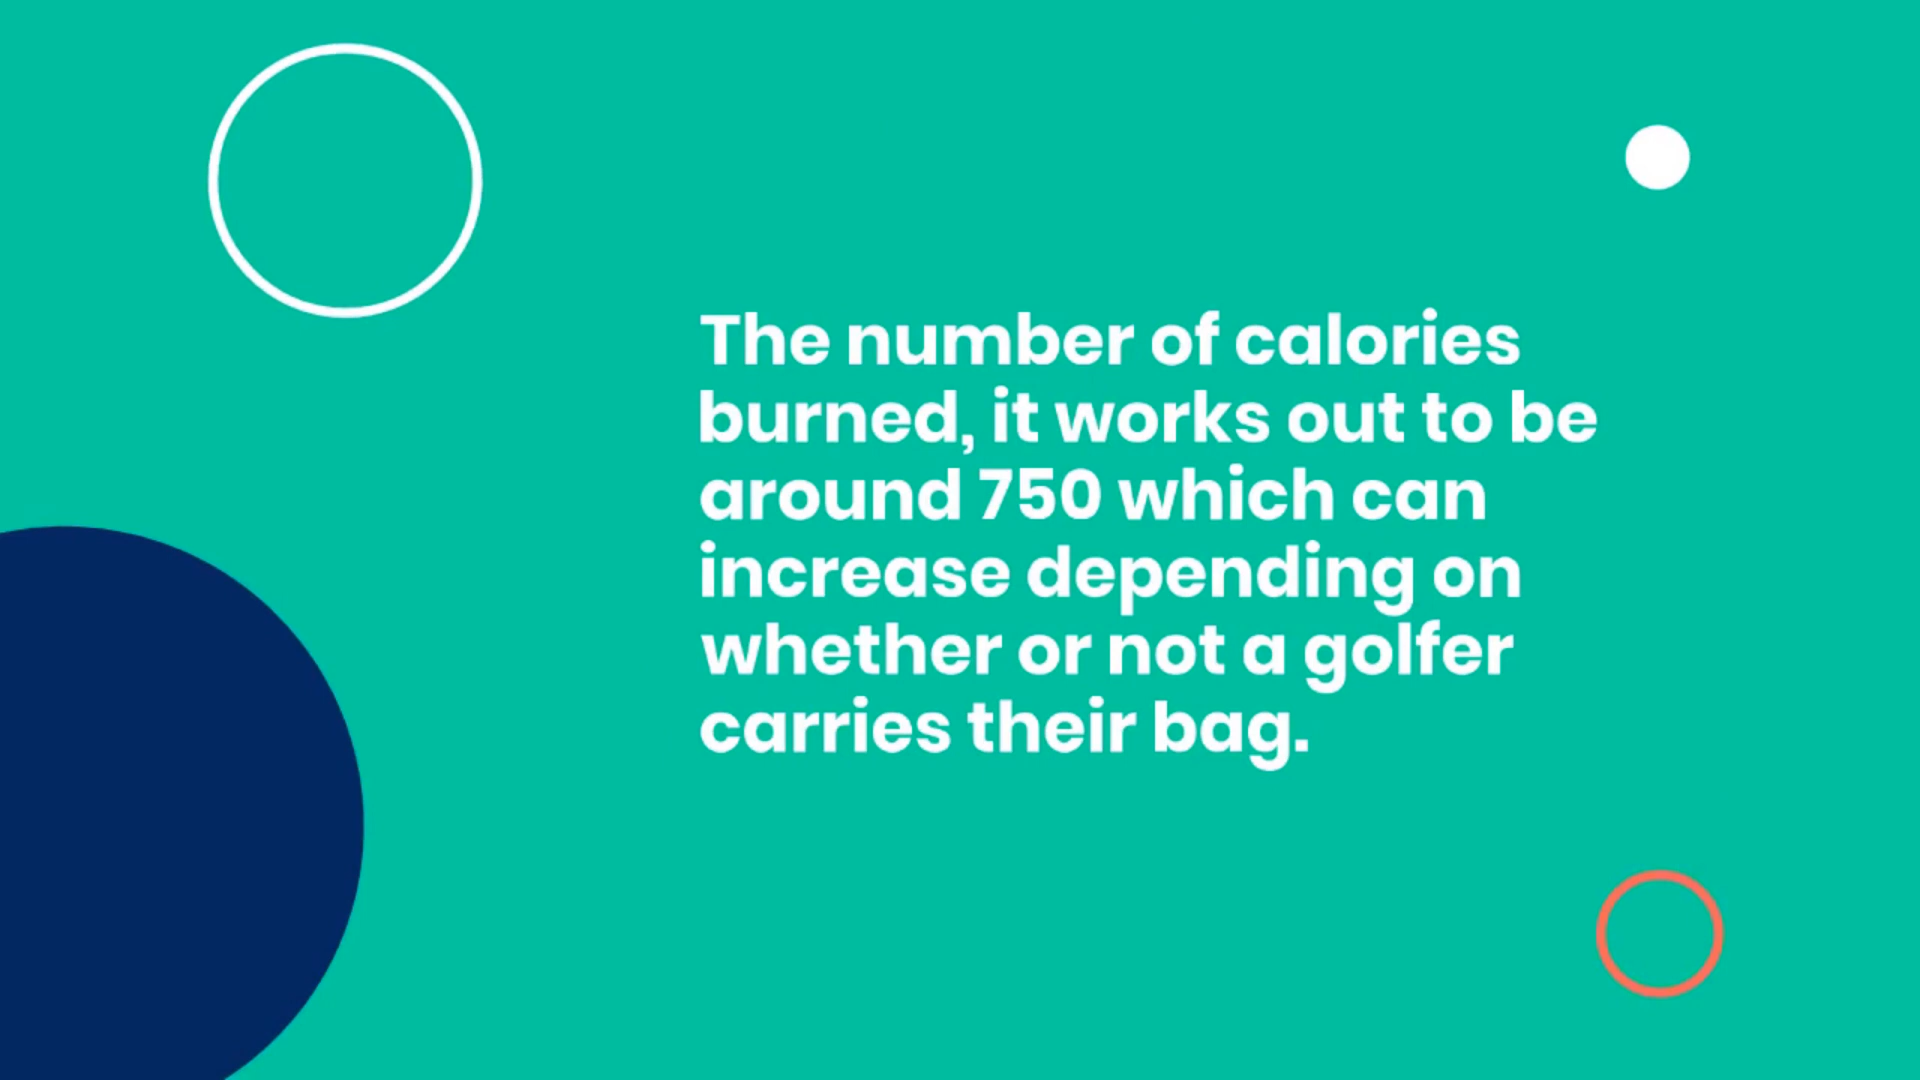 The number of calories
burned, it works out to be
around 750 which can
increase depending on
whether or not a golfer
carries their bag.